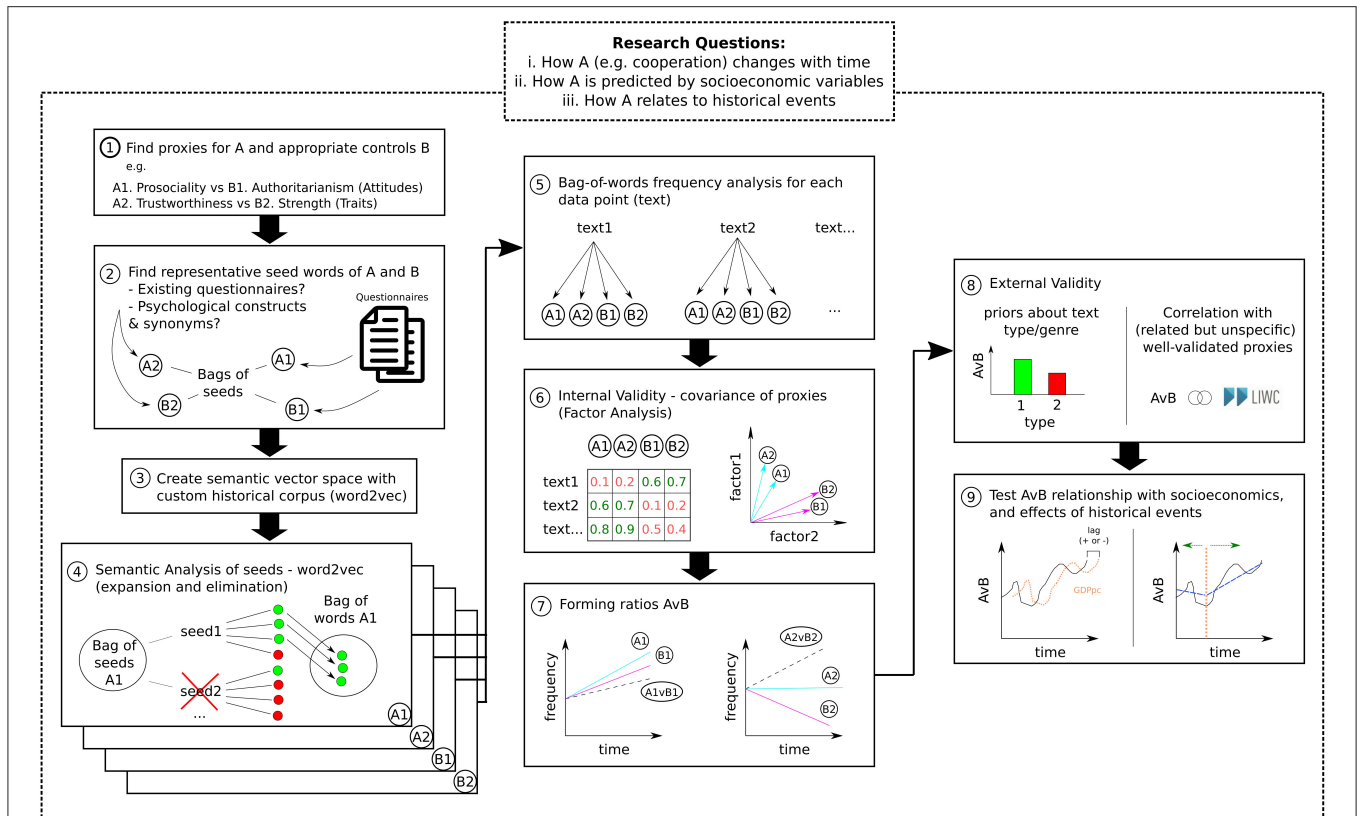 Research Questions:
i. How A (e.g. cooperation) changes with time
ii. How A is predicted by socioeconomic variables
iii. How A relates to historical events
1 Find proxies for A and appropriate controls B
e.g.
A1. Prosociality vs B1. Authoritarianism (Attitudes)
A2. Trustworthiness vs B2. Strength (Traits)
2 Find representative seed words of A and B
- Existing questionnaires?
- Psychological constructs
& synonyms?
Questionnaires
A2
A1
Bags of
seeds
B2
B1
3 Create semantic vector space with
custom historical corpus (word2vec)
4 Semantic Analysis of seeds - word2vec
(expansion and elimination)
Bag of
words A1
seed1
Bag of
seeds
A1
seed2
...
A1
A2
B1
B2
5 Bag-of-words frequency analysis for each
data point (text)
text1 text2 text...
A1 A2 B1 B2 A1 A2 B1 B2 ...
6 Internal Validity - covariance of proxies
(Factor Analysis)
A1 A2 B1 B2
text1 0.1 0.2 0.6 0.7
text2 0.6 0.7 0.1 0.2
text... 0.8 0.9 0.5 0.4
factor1
A2
A1
B2
B1
factor2
7 Forming ratios AvB
frequency
A1
B1
A1vB1
time
frequency
A2vB2
A2
B2
time
8 External Validity
priors about text
type/genre
AvB
1 2
type
Correlation with
(related but unspecific)
well-validated proxies
AvB LIWC
9 Test AvB relationship with socioeconomics,
and effects of historical events
lag
(+ or -)
AvB
GDPpc
time
AvB
time